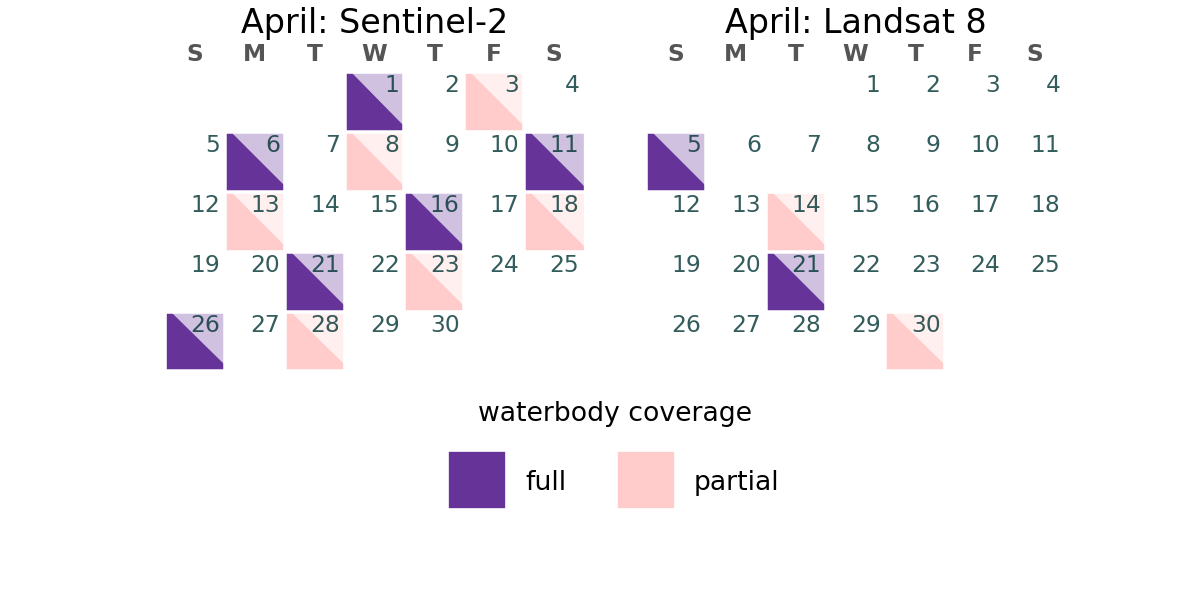 April: Sentinel-2
S M T W T F S
1 2 3 4
5 6 7 8 9 10 11
12 13 14 15 16 17 18
19 20 21 22 23 24 25
26 27 28 29 30
April: Landsat 8
S M T W T F S
1 2 3 4
5 6 7 8 9 10 11
12 13 14 15 16 17 18
19 20 21 22 23 24 25
26 27 28 29 30
waterbody coverage
full partial